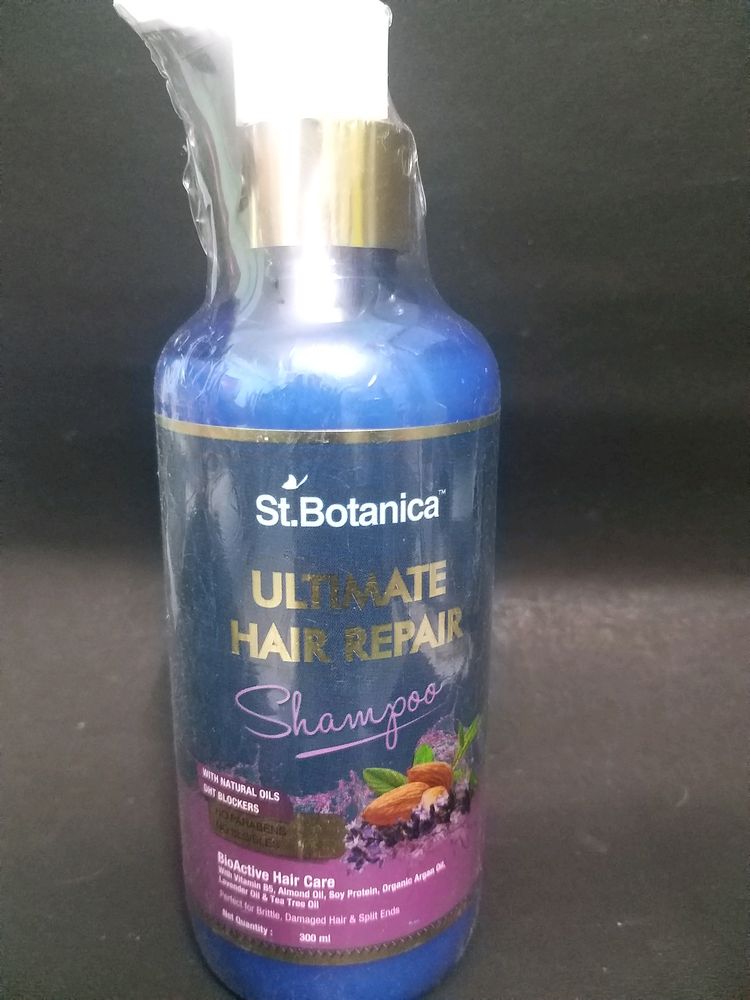 St.Botanica™
ULTIMATE
HAIR REPAIR
Shampoo
WITH NATURAL OILS
DHT BLOCKERS
NO PARABENS
BioActive Hair Care
With Vitamin B5, Almond Oil, Soy Protein, Organic Argan Oil,
Lavender Oil & Tea Tree Oil
Perfect for Brittle, Damaged Hair & Split Ends
Net Quantity : 300 ml